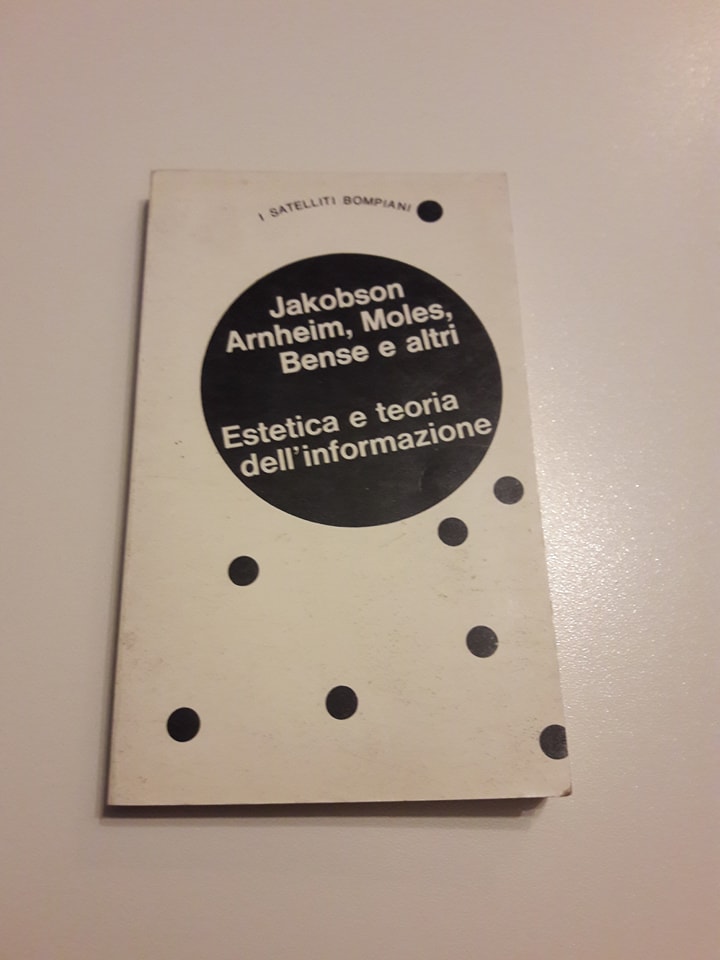 I SATELLITI BOMPIANI
Jakobson
Arnheim, Moles,
Bense e altri
Estetica e teoria
dell'informazione